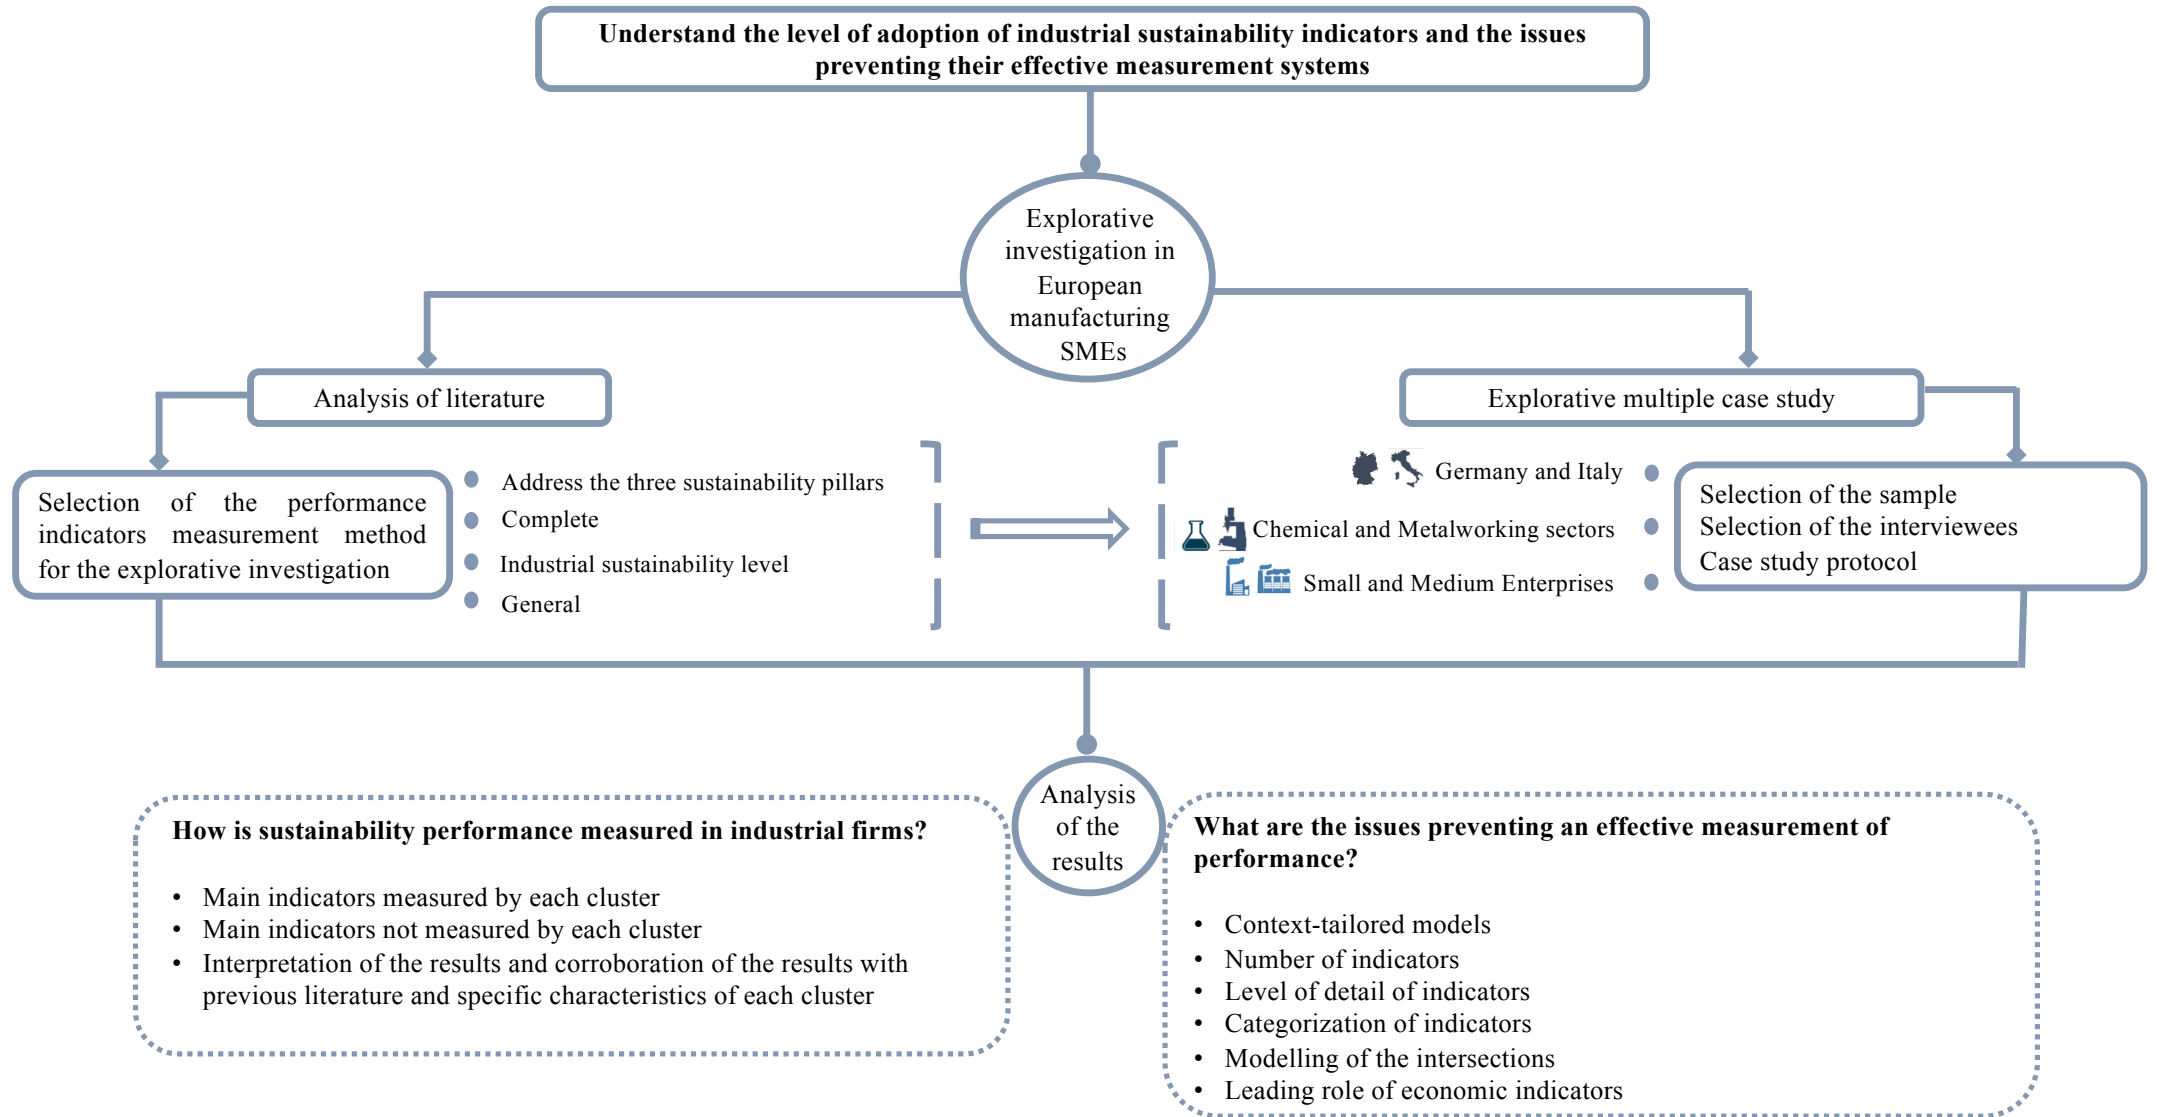 Understand the level of adoption of industrial sustainability indicators and the issues
preventing their effective measurement systems
Explorative
investigation in
European
manufacturing
SMEs
Analysis of literature
Explorative multiple case study
Selection of the performance
indicators measurement method
for the explorative investigation
Address the three sustainability pillars
Complete
Industrial sustainability level
General
Germany and Italy
Chemical and Metalworking sectors
Small and Medium Enterprises
Selection of the sample
Selection of the interviewees
Case study protocol
Analysis
of the
results
How is sustainability performance measured in industrial firms?
• Main indicators measured by each cluster
• Main indicators not measured by each cluster
• Interpretation of the results and corroboration of the results with
previous literature and specific characteristics of each cluster
What are the issues preventing an effective measurement of
performance?
• Context-tailored models
• Number of indicators
• Level of detail of indicators
• Categorization of indicators
• Modelling of the intersections
• Leading role of economic indicators